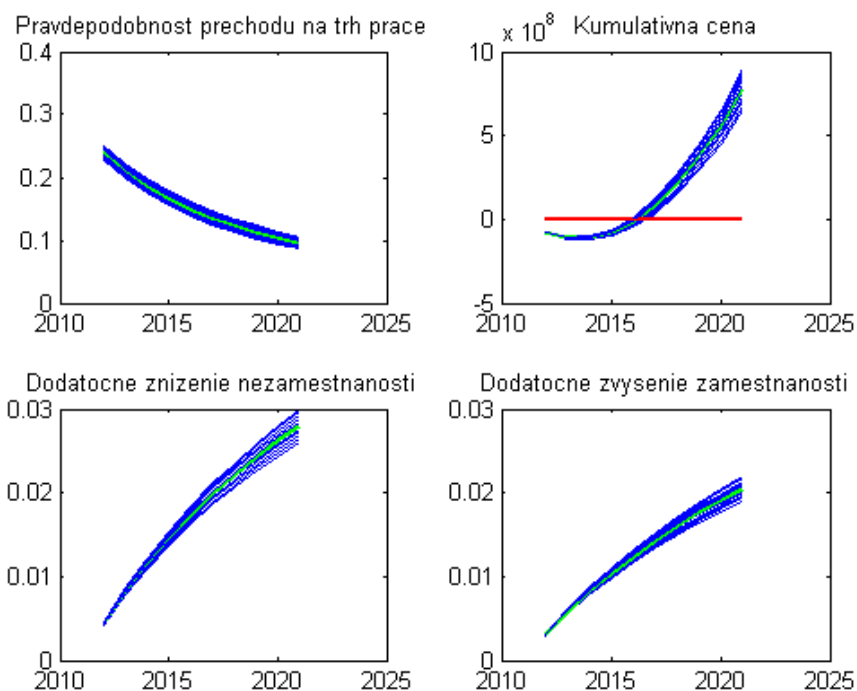 Pravdepodobnost prechodu na trh prace
0.4
0.3
0.2
0.1
0
2010 2015 2020 2025
x 10^8 Kumulativna cena
10
5
0
-5
2010 2015 2020 2025
Dodatocne znizenie nezamestnanosti
0.03
0.02
0.01
0
2010 2015 2020 2025
Dodatocne zvysenie zamestnanosti
0.03
0.02
0.01
0
2010 2015 2020 2025